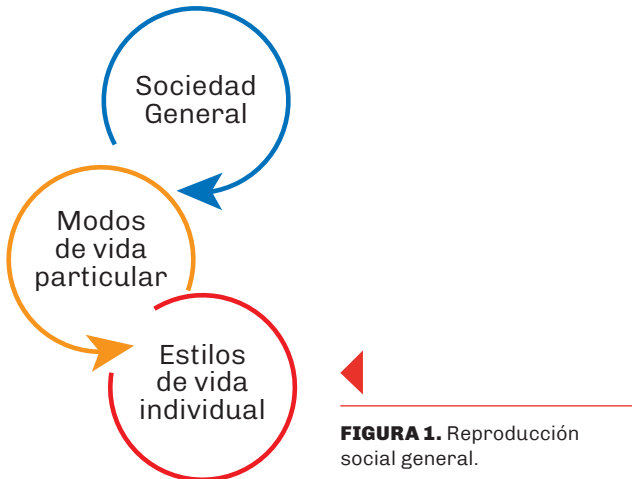 Sociedad
General
Modos
de vida
particular
Estilos
de vida
individual
FIGURA 1. Reproducción
social general.